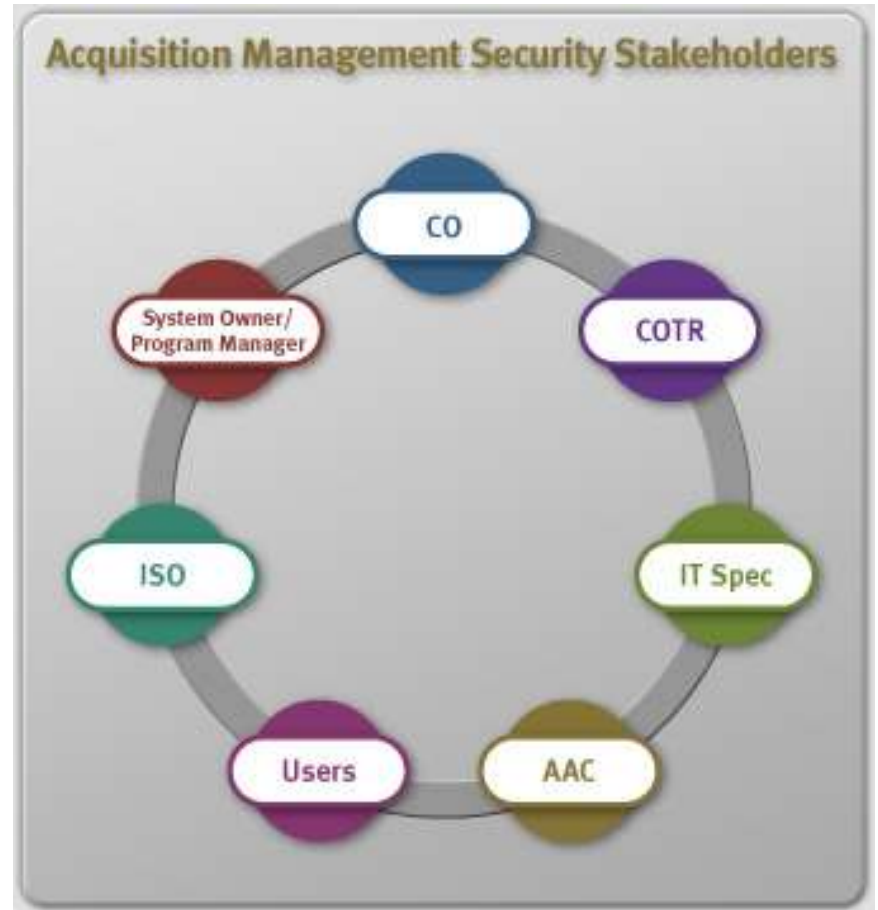 Acquisition Management Security Stakeholders
CO
System Owner/
Program Manager
COTR
ISO
IT Spec
Users
AAC